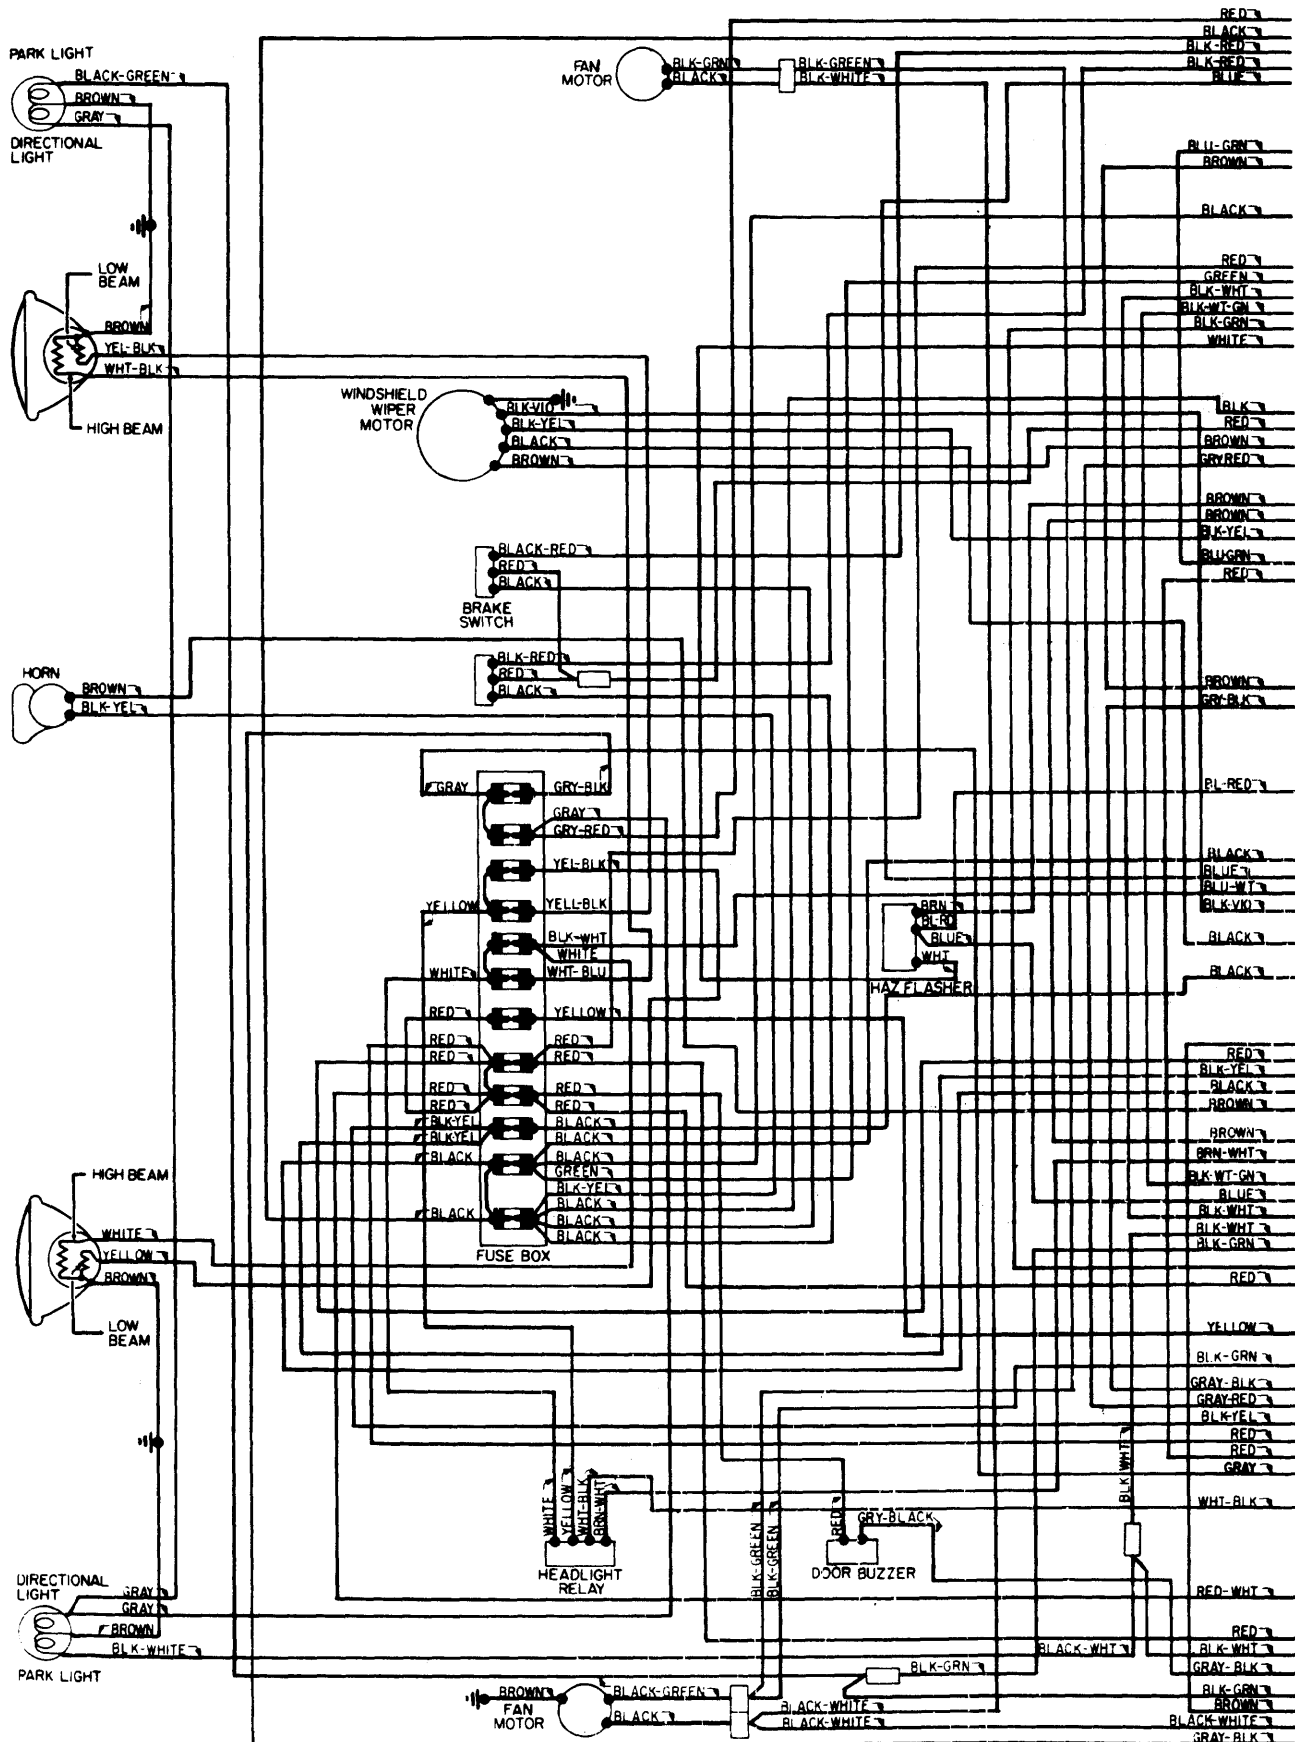 RED
BLACK
BLK-RED
BLK-RED
BLUE
PARK LIGHT
BLACK-GREEN
BROWN
GRAY
DIRECTIONAL
LIGHT
FAN
MOTOR
BLK-GRN
BLACK
BLK-GREEN
BLK-WHITE
BLU-GRN
BROWN
BLACK
LOW
BEAM
BROWN
YEL-BLK
WHT-BLK
HIGH BEAM
RED
GREEN
BLK-WHT
BLK-WT-GN
BLK-GRN
WHITE
WINDSHIELD
WIPER
MOTOR
BLK-VIO
BLK-YEL
BLACK
BROWN
BLK
RED
BROWN
GRYRED
BROWN
BROWN
BLK-YEL
BLU-GRN
RED
BLACK-RED
RED
BLACK
BRAKE
SWITCH
BLK-RED
RED
BLACK
HORN
BROWN
BLK-YEL
BROWN
GRY-BLK
BL-RED
GRAY
GRY-BLK
GRAY
GRY-RED
YEL-BLK
YELLOW
YELL-BLK
BLK-WHT
WHITE
WHITE
WHT-BLU
RED
YELLOW
RED
RED
RED
RED
RED
RED
RED
RED
BLK-YEL
BLACK
BLK-YEL
BLACK
BLACK
BLACK
GREEN
BLK-YEL
BLACK
BLACK
BLACK
BLACK
FUSE BOX
BLACK
BLUE
BLU-WT
BLK-VIO
BLACK
BLACK
BRN
BL-RD
BLUE
WHT
HAZ FLASHER
RED
BLK-YEL
BLACK
BROWN
BROWN
BRN-WHT
BLK-WT-GN
BLUE
BLK-WHT
BLK-WHT
BLK-GRN
RED
HIGH BEAM
WHITE
YELLOW
BROWN
LOW
BEAM
YELLOW
BLK-GRN
GRAY-BLK
GRAY-RED
BLK-YEL
RED
RED
GRAY
WHT-BLK
BLK-WHT
WHITE
YELLOW
WHT-BLK
BRN-WHT
HEADLIGHT
RELAY
BLK-GREEN
BLK-GREEN
RED
GRY-BLACK
DOOR BUZZER
DIRECTIONAL
LIGHT
GRAY
GRAY
BROWN
BLK-WHITE
PARK LIGHT
RED-WHT
RED
BLACK-WHT
BLK-WHT
BLK-GRN
GRAY-BLK
BLK-GRN
BROWN
BROWN
FAN
MOTOR
BLACK-GREEN
BLACK
BLACK-WHITE
BLACK-WHITE
BLACK-WHITE
GRAY-BLK